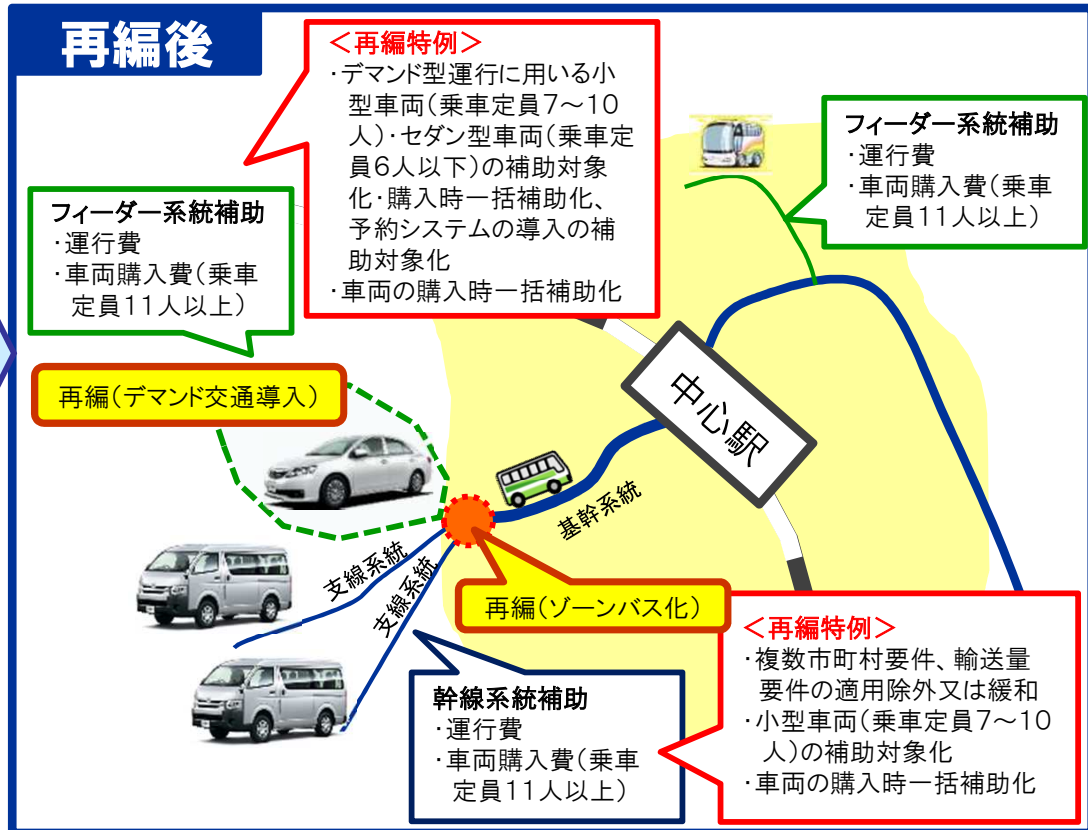 再編後
<再編特例>
・デマンド型運行に用いる小
型車両(乗車定員7～10
人)・セダン型車両(乗車定
員6人以下)の補助対象
化・購入時一括補助化、
予約システムの導入の補
助対象化
・車両の購入時一括補助化
フィーダー系統補助
・運行費
・車両購入費(乗車
定員11人以上)
フィーダー系統補助
・運行費
・車両購入費(乗車
定員11人以上)
再編(デマンド交通導入)
中心駅
基幹系統
支線系統
支線系統
再編(ゾーンバス化)
幹線系統補助
・運行費
・車両購入費(乗車
定員11人以上)
<再編特例>
・複数市町村要件、輸送量
要件の適用除外又は緩和
・小型車両(乗車定員7～10
人)の補助対象化
・車両の購入時一括補助化